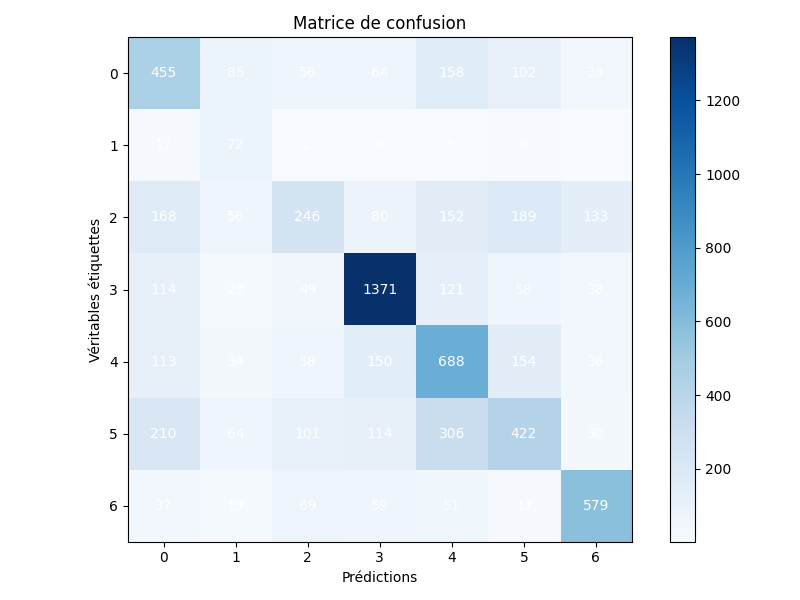 Matrice de confusion
0 455 85 56 64 158 102 38
1 17 72 2
2 168 56 246 80 152 189 133
3 114 23 49 1371 121 58 38
4 113 34 58 150 688 154 36
5 210 64 101 114 306 422 30
6 37 19 69 59 51 17 579
0 1 2 3 4 5 6
Prédictions
Véritables étiquettes
1200
1000
800
600
400
200